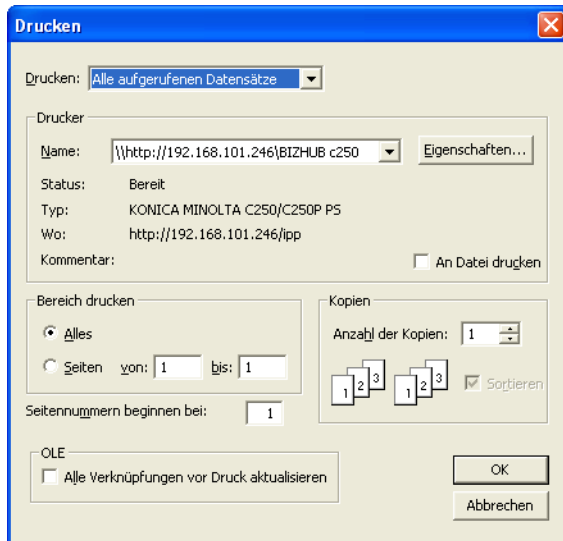 Drucken
Drucken: Alle aufgerufenen Datensätze
Drucker
Name: \\http://192.168.101.246\BIZHUB c250 Eigenschaften...
Status: Bereit
Typ: KONICA MINOLTA C250/C250P PS
Wo: http://192.168.101.246/ipp
Kommentar: An Datei drucken
Bereich drucken
Alles
Seiten von: 1 bis: 1
Seitennummern beginnen bei: 1
Kopien
Anzahl der Kopien: 1
1 2 3 1 2 3 Sortieren
OLE
Alle Verknüpfungen vor Druck aktualisieren
OK
Abbrechen